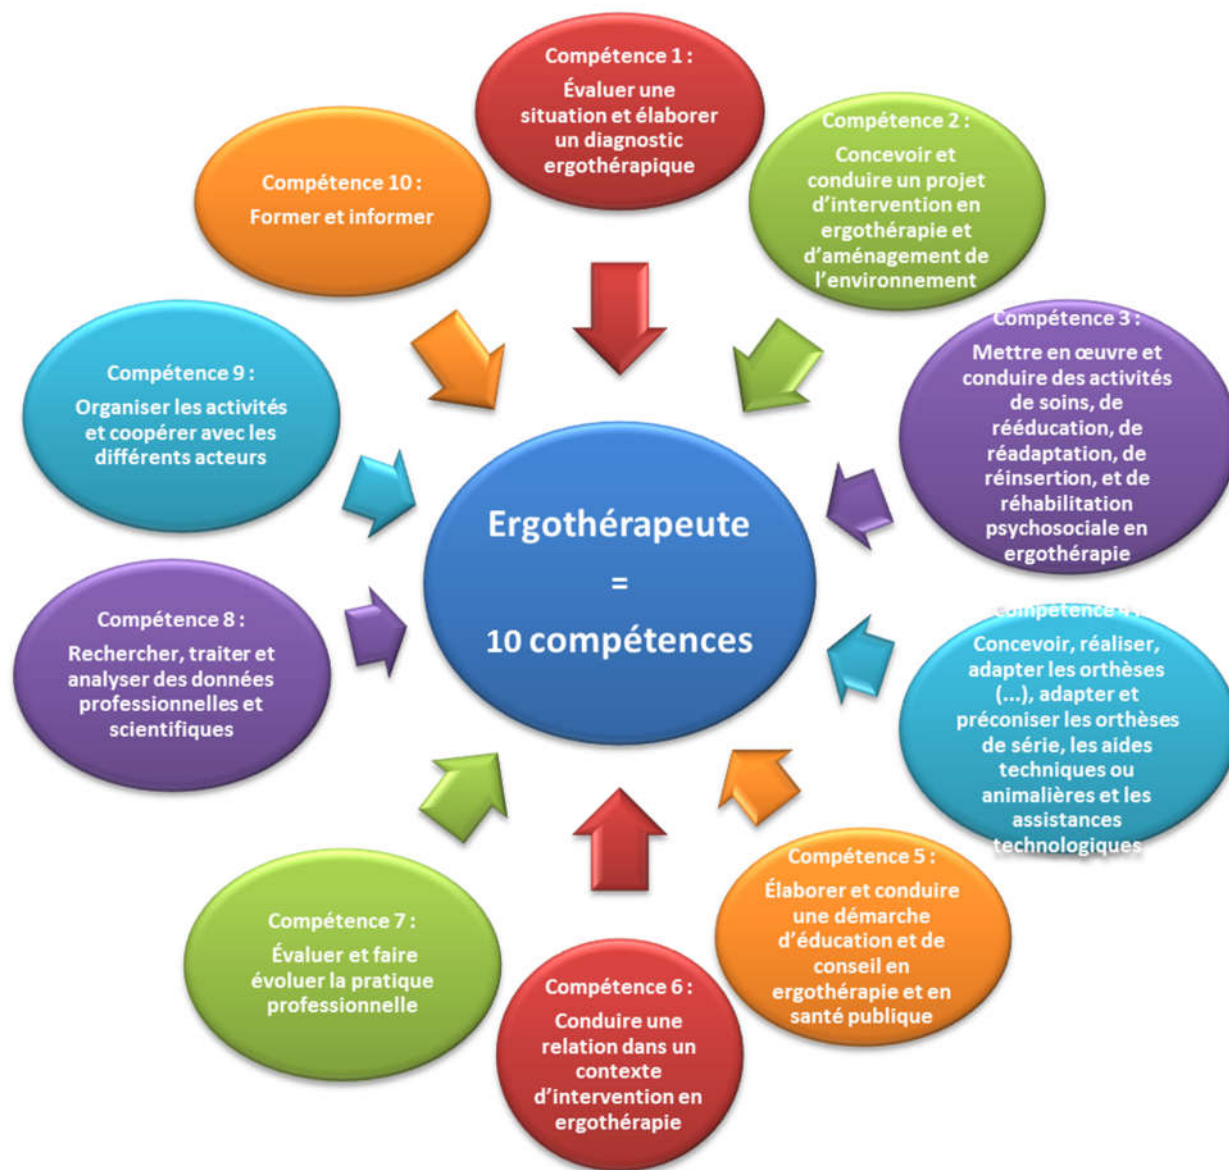 Compétence 1 :
Évaluer une
situation et élaborer
un diagnostic
ergothérapique
Compétence 2 :
Concevoir et
conduire un projet
d'intervention en
ergothérapie et
d'aménagement de
l'environnement
Compétence 3 :
Mettre en œuvre et
conduire des activités
de soins, de
rééducation, de
réadaptation, de
réinsertion, et de
réhabilitation
psychosociale en
ergothérapie
Compétence 4 :
Concevoir, réaliser,
adapter les orthèses
(...), adapter et
préconiser les orthèses
de série, les aides
techniques ou
animalières et les
assistances
technologiques
Compétence 5 :
Élaborer et conduire
une démarche
d'éducation et de
conseil en
ergothérapie et en
santé publique
Compétence 6 :
Conduire une
relation dans un
contexte
d'intervention en
ergothérapie
Compétence 7 :
Évaluer et faire
évoluer la pratique
professionnelle
Compétence 8 :
Rechercher, traiter et
analyser des données
professionnelles et
scientifiques
Compétence 9 :
Organiser les activités
et coopérer avec les
différents acteurs
Compétence 10 :
Former et informer
Ergothérapeute
=
10 compétences